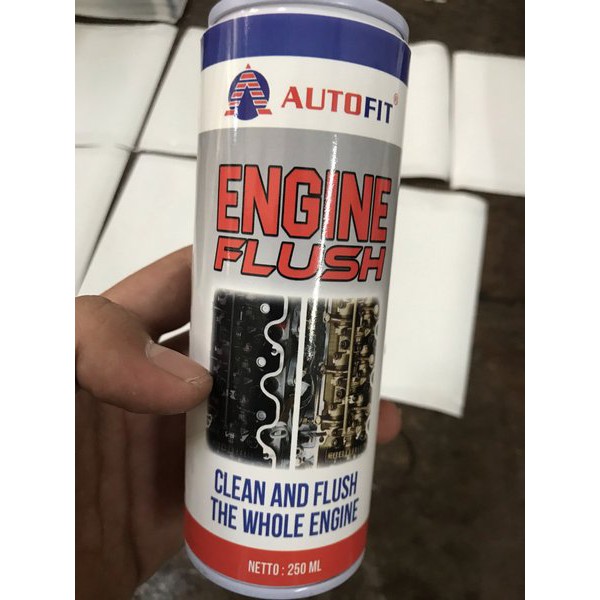 AUTOFIT®
ENGINE
FLUSH
CLEAN AND FLUSH
THE WHOLE ENGINE
NETTO : 250 ML